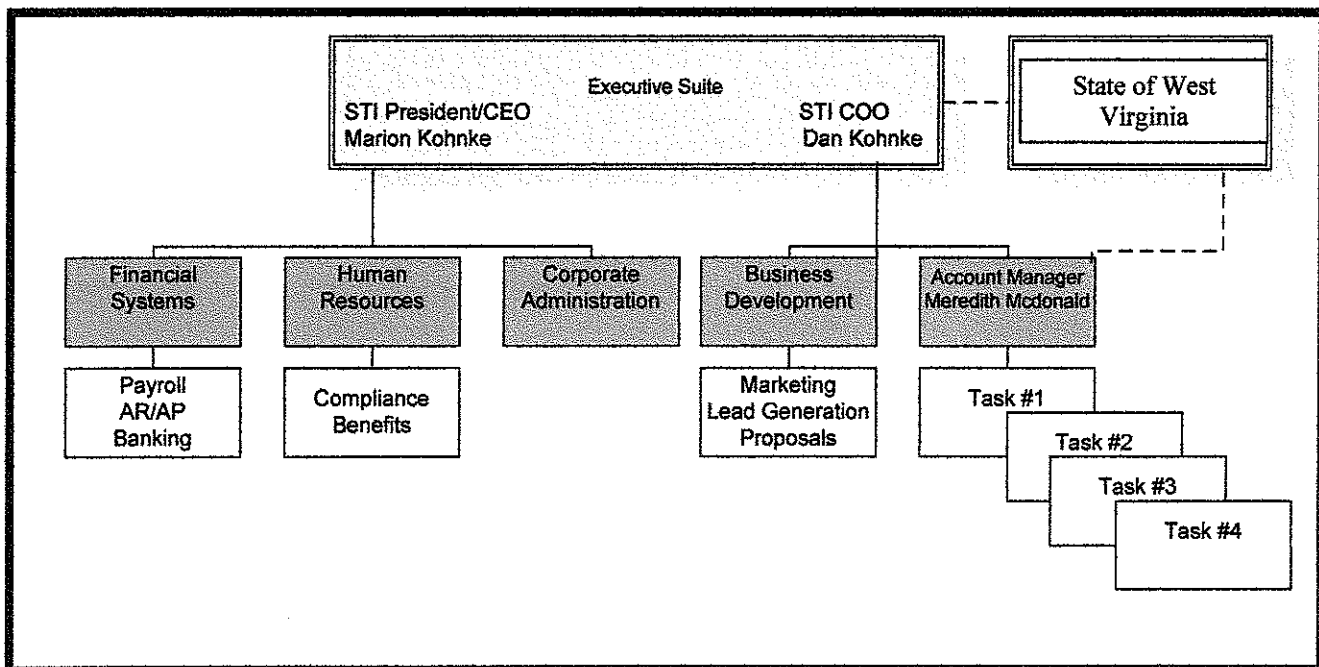 Executive Suite
STI President/CEO
Marion Kohnke
STI COO
Dan Kohnke
State of West
Virginia
Financial
Systems
Human
Resources
Corporate
Administration
Business
Development
Account Manager
Meredith Mcdonald
Payroll
AR/AP
Banking
Compliance
Benefits
Marketing
Lead Generation
Proposals
Task #1
Task #2
Task #3
Task #4